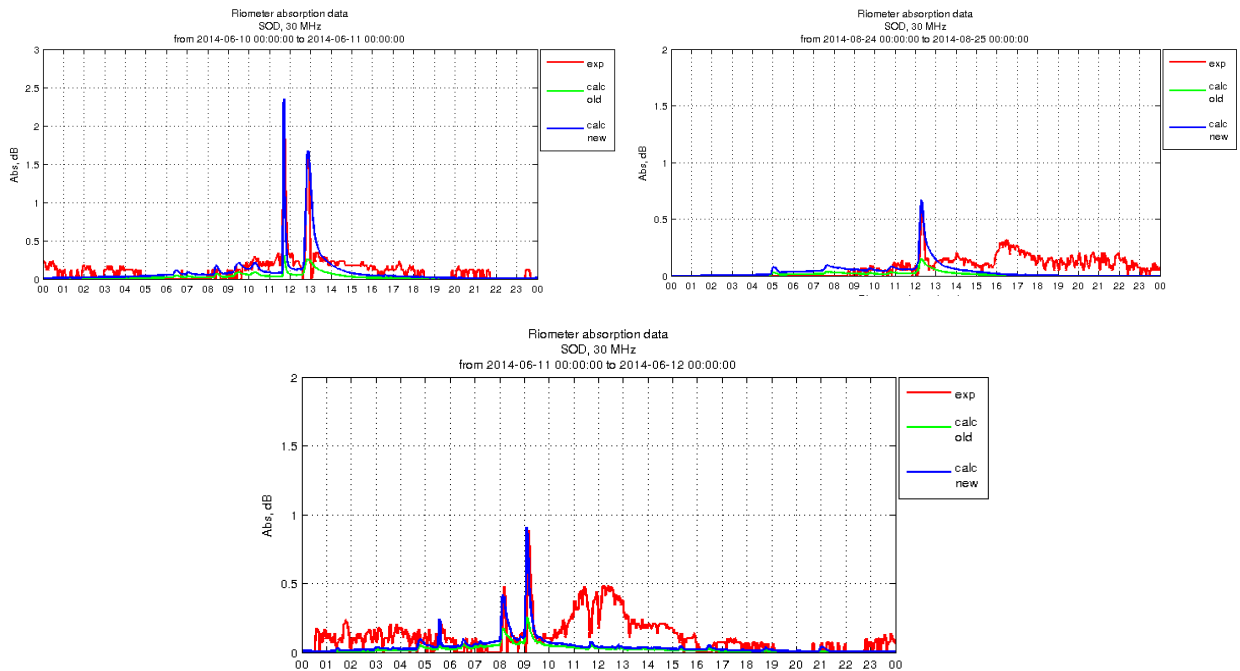 Riometer absorption data
SOD, 30 MHz
from 2014-06-10 00:00:00 to 2014-06-11 00:00:00
3
2.5
2
1.5
1
0.5
0
Abs, dB
00 01 02 03 04 05 06 07 08 09 10 11 12 13 14 15 16 17 18 19 20 21 22 23 00
exp
calc
old
calc
new
Riometer absorption data
SOD, 30 MHz
from 2014-08-24 00:00:00 to 2014-08-25 00:00:00
2
1.5
1
0.5
0
Abs, dB
00 01 02 03 04 05 06 07 08 09 10 11 12 13 14 15 16 17 18 19 20 21 22 23 00
exp
calc
old
calc
new
Riometer absorption data
SOD, 30 MHz
from 2014-06-11 00:00:00 to 2014-06-12 00:00:00
2
1.5
1
0.5
0
Abs, dB
00 01 02 03 04 05 06 07 08 09 10 11 12 13 14 15 16 17 18 19 20 21 22 23 00
exp
calc
old
calc
new